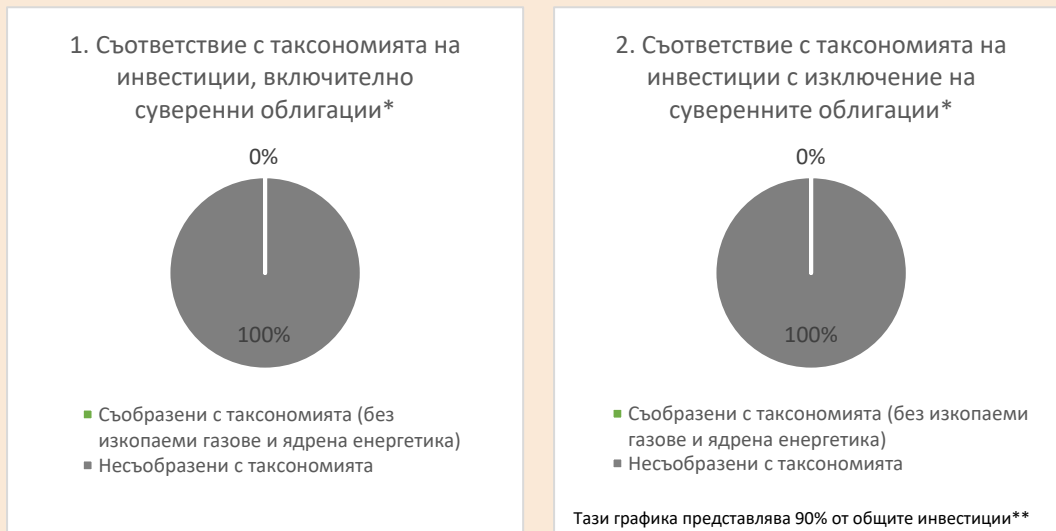 1. Съответствие с таксономията на
инвестиции, включително
суверенни облигации*
0%
100%
Съобразени с таксономията (без
изкопаеми газове и ядрена енергетика)
Несъобразени с таксономията
2. Съответствие с таксономията на
инвестиции с изключение на
суверенните облигации*
0%
100%
Съобразени с таксономията (без изкопаеми
газове и ядрена енергетика)
Несъобразени с таксономията
Тази графика представлява 90% от общите инвестиции**